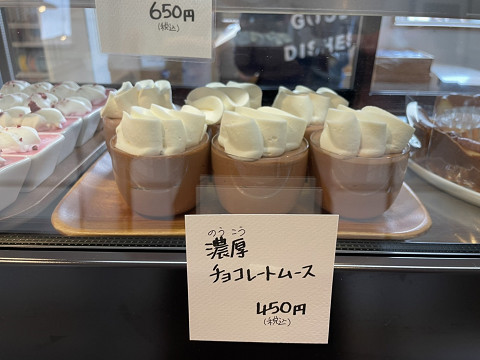 650円
(税込)
DISHES
のうこう
濃厚
チョコレートムース
450円
(税込)